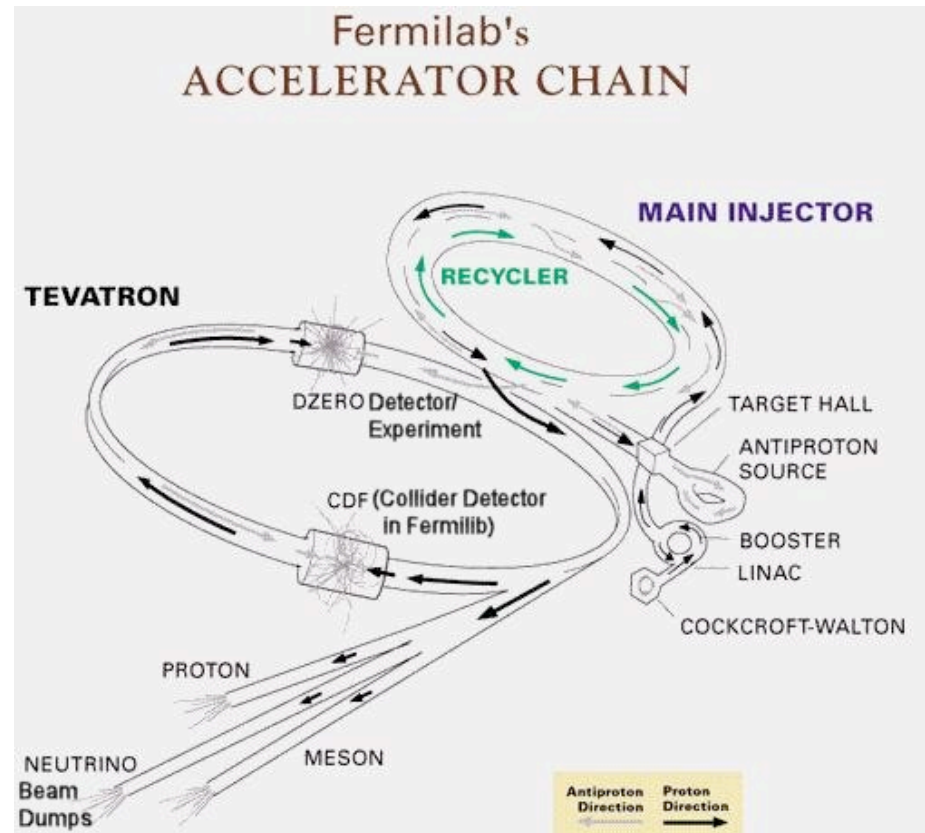 Fermilab's
ACCELERATOR CHAIN
MAIN INJECTOR
RECYCLER
TEVATRON
DZERO Detector/
Experiment
TARGET HALL
ANTIPROTON
SOURCE
CDF (Collider Detector
in Fermilib)
BOOSTER
LINAC
COCKCROFT-WALTON
PROTON
NEUTRINO
Beam
Dumps
MESON
Antiproton
Direction
Proton
Direction